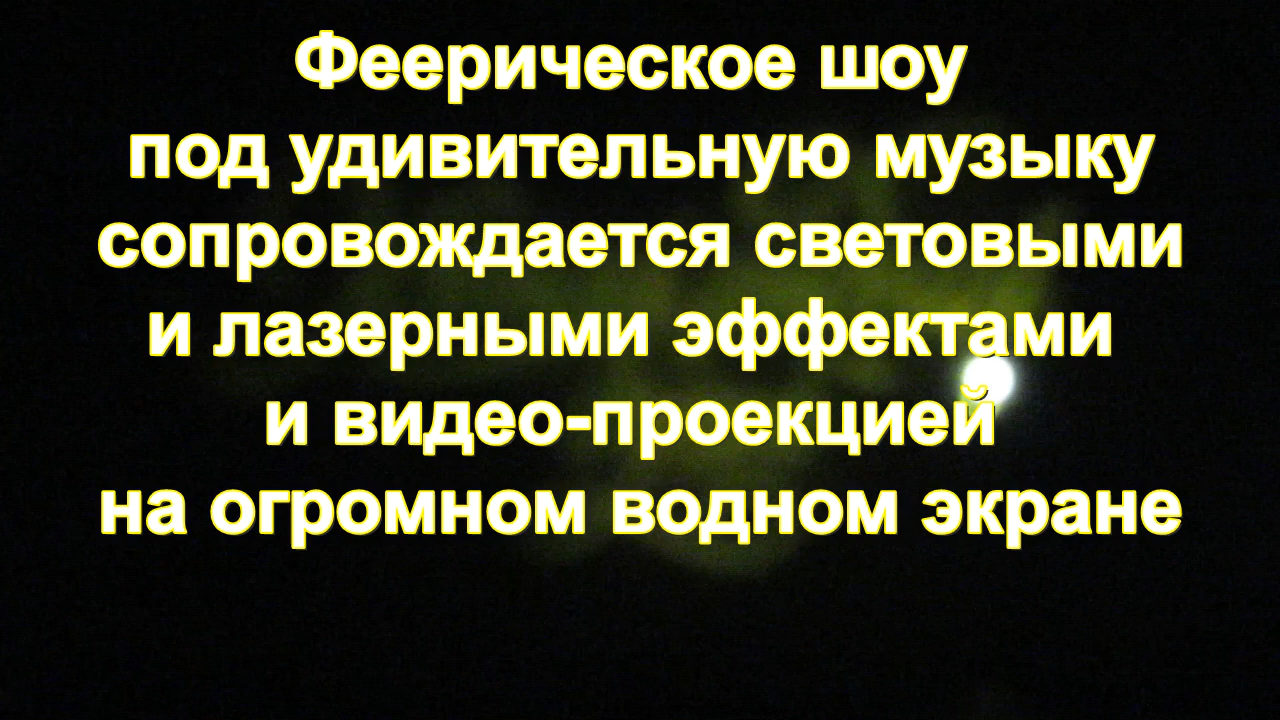 Феерическое шоу
под удивительную музыку
сопровождается световыми
и лазерными эффектами
и видео-проекцией
на огромном водном экране